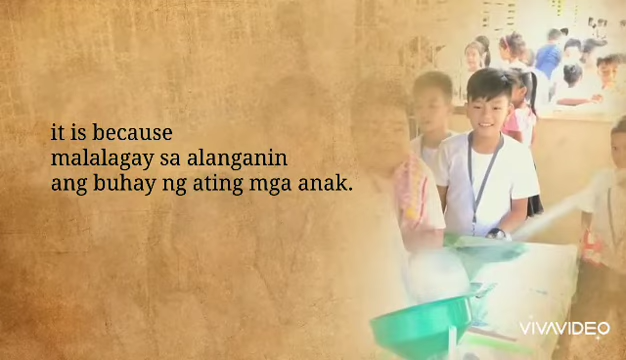 it is because
malalagay sa alanganin
ang buhay ng ating mga anak.
VIVAVIDEO